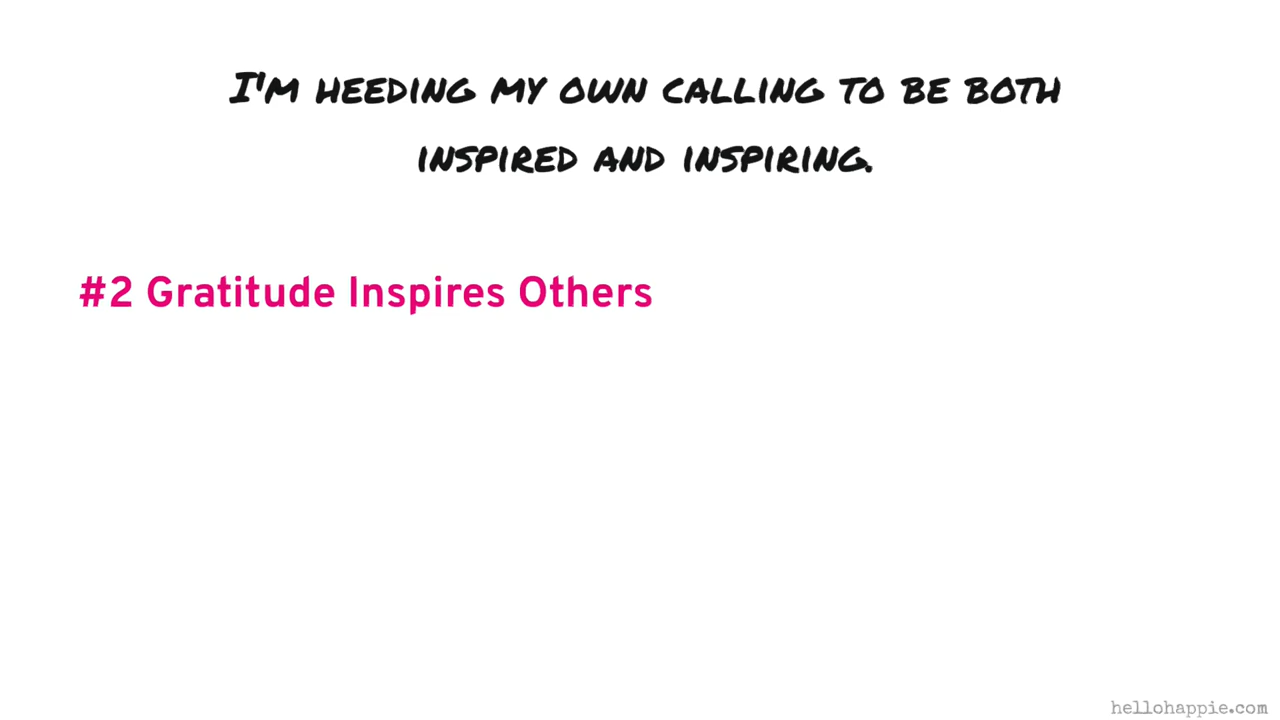 I'm heeding my own calling to be both
inspired and inspiring.
#2 Gratitude Inspires Others
hellohappie.com